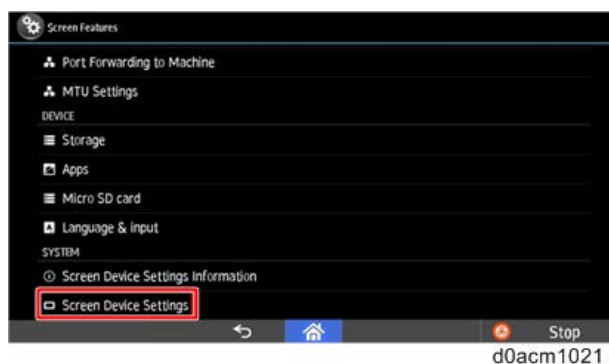 Screen Features
Port Forwarding to Machine
MTU Settings
DEVICE
Storage
Apps
Micro SD card
Language & input
SYSTEM
Screen Device Settings Information
Screen Device Settings
Stop
d0acm1021